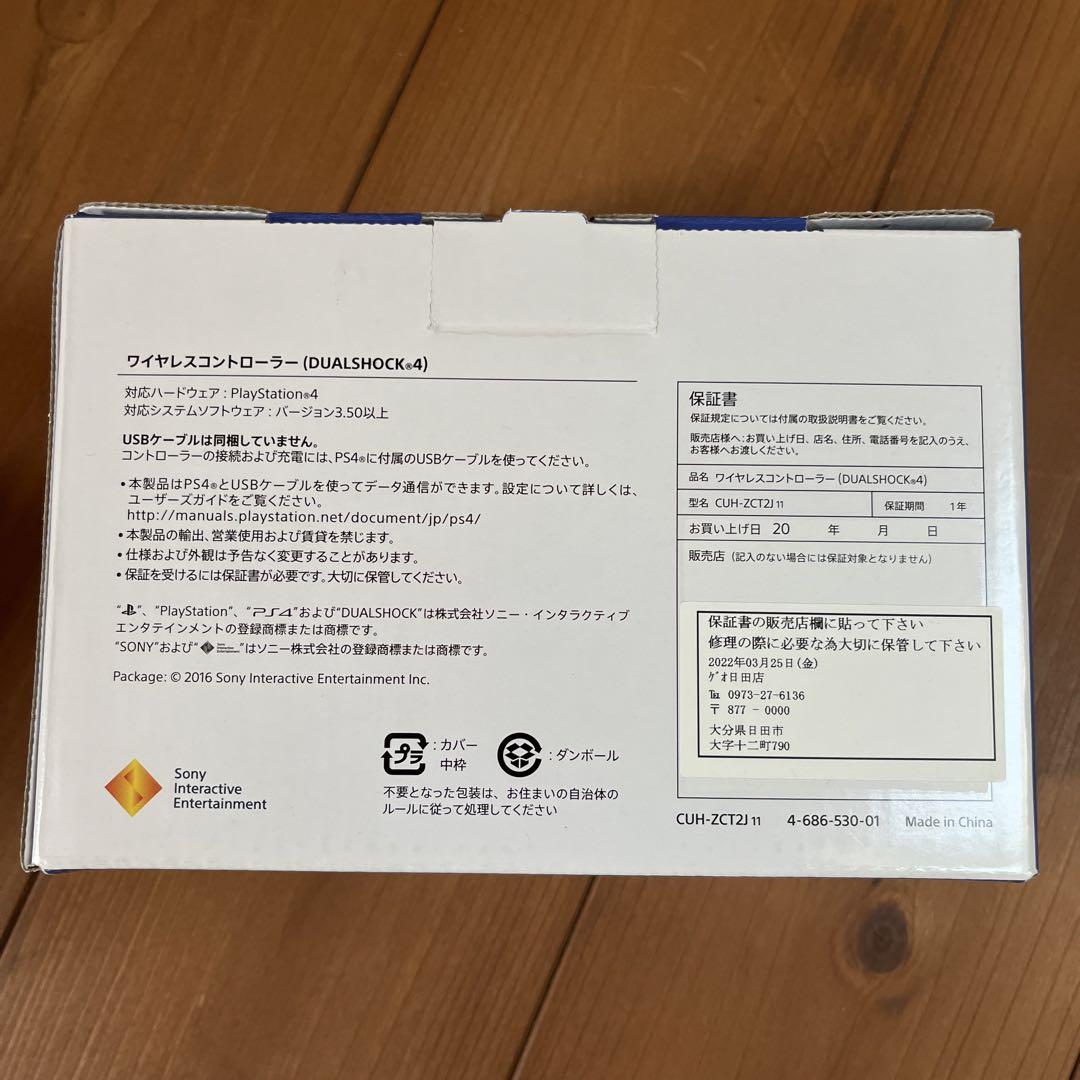 ワイヤレスコントローラー (DUALSHOCK®4)
対応ハードウェア : PlayStation®4
対応システムソフトウェア : バージョン3.50以上
USBケーブルは同梱していません。
コントローラーの接続および充電には、PS4®に付属のUSBケーブルを使ってください。
• 本製品はPS4®とUSBケーブルを使ってデータ通信ができます。設定について詳しくは、
ユーザーズガイドをご覧ください。
http://manuals.playstation.net/document/jp/ps4/
• 本製品の輸出、営業使用および賃貸を禁じます。
• 仕様および外観は予告なく変更することがあります。
• 保証を受けるには保証書が必要です。大切に保管してください。
“ ”、“PlayStation”、“PS4”および“DUALSHOCK”は株式会社ソニー・インタラクティブ
エンタテインメントの登録商標または商標です。
“SONY”および“ ”はソニー株式会社の登録商標または商標です。
Package: © 2016 Sony Interactive Entertainment Inc.
Sony
Interactive
Entertainment
プラ : カバー
中枠
: ダンボール
不要となった包装は、お住まいの自治体の
ルールに従って処理してください
保証書
保証規定については付属の取扱説明書をご覧ください。
販売店様へ:お買い上げ日、店名、住所、電話番号を記入のうえ、
お客様へお渡しください。
品名 ワイヤレスコントローラー (DUALSHOCK®4)
型名 CUH-ZCT2J 11 保証期間 1年
お買い上げ日 20 年 月 日
販売店 (記入のない場合には保証対象となりません)
保証書の販売店欄に貼って下さい
修理の際に必要な為大切に保管して下さい
2022年03月25日(金)
ｹﾞｵ日田店
℡ 0973-27-6136
〒 877 - 0000
大分県日田市
大字十二町790
CUH-ZCT2J 11 4-686-530-01 Made in China